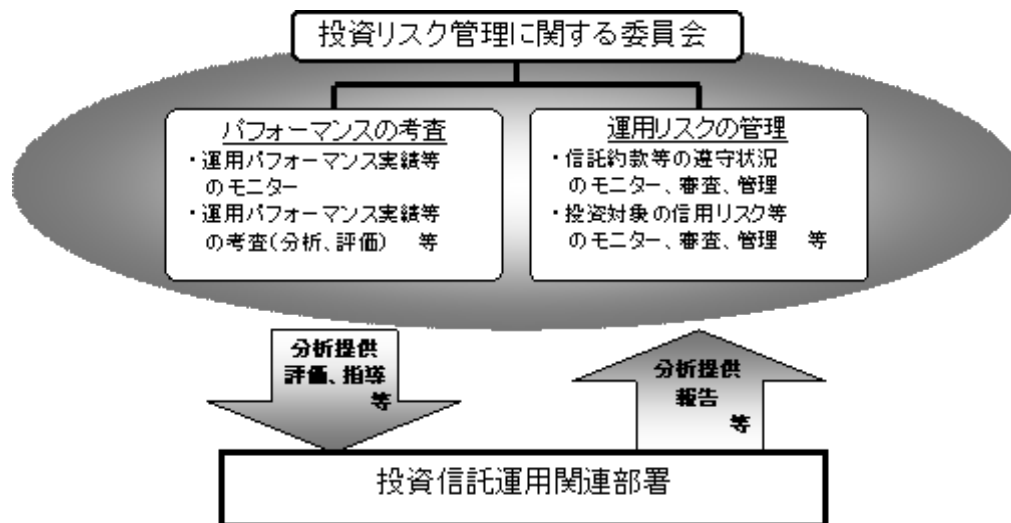 投資リスク管理に関する委員会
パフォーマンスの考査
・運用パフォーマンス実績等
のモニター
・運用パフォーマンス実績等
の考査(分析、評価)　等
運用リスクの管理
・信託約款等の遵守状況
のモニター、審査、管理
・投資対象の信用リスク等
のモニター、審査、管理　等
分析提供
評価、指導
等
分析提供
報告
等
投資信託運用関連部署